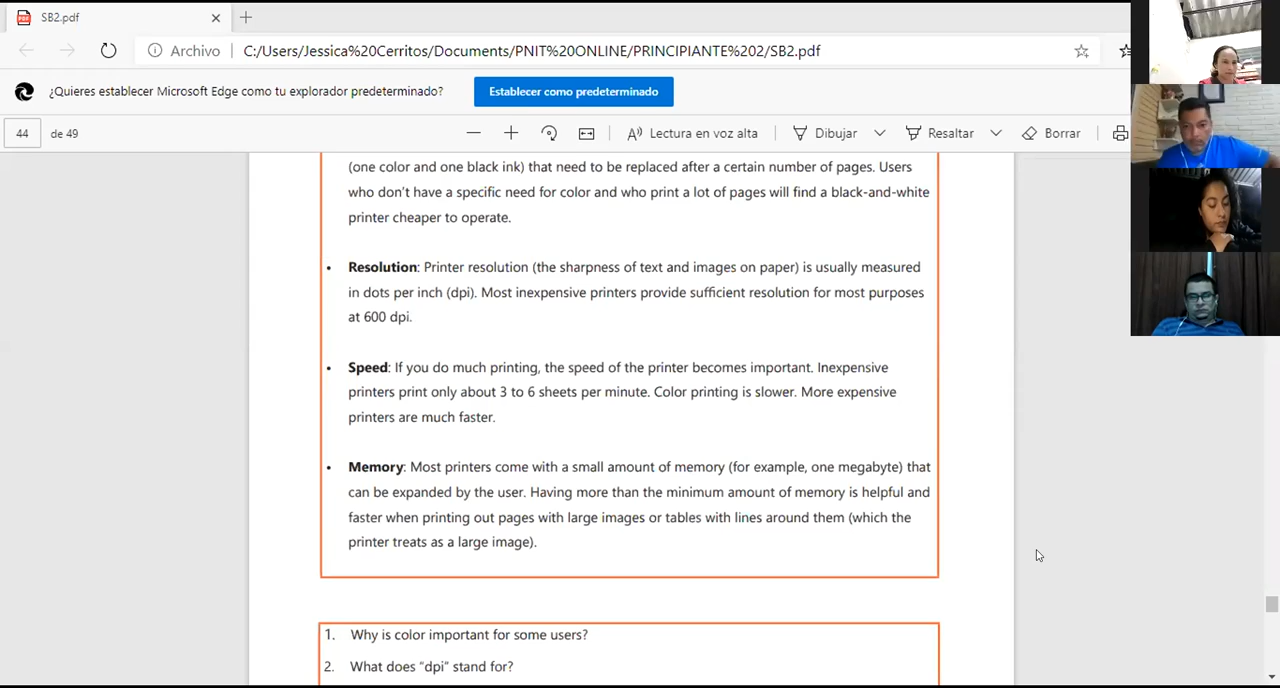 SB2.pdf
Archivo C:/Users/Jessica%20Cerritos/Documents/PNIT%20ONLINE/PRINCIPIANTE%202/SB2.pdf
¿Quieres establecer Microsoft Edge como tu explorador predeterminado? Establecer como predeterminado
44 de 49 Lectura en voz alta Dibujar Resaltar Borrar
(one color and one black ink) that need to be replaced after a certain number of pages. Users
who don’t have a specific need for color and who print a lot of pages will find a black-and-white
printer cheaper to operate.
• Resolution: Printer resolution (the sharpness of text and images on paper) is usually measured
in dots per inch (dpi). Most inexpensive printers provide sufficient resolution for most purposes
at 600 dpi.
• Speed: If you do much printing, the speed of the printer becomes important. Inexpensive
printers print only about 3 to 6 sheets per minute. Color printing is slower. More expensive
printers are much faster.
• Memory: Most printers come with a small amount of memory (for example, one megabyte) that
can be expanded by the user. Having more than the minimum amount of memory is helpful and
faster when printing out pages with large images or tables with lines around them (which the
printer treats as a large image).
1. Why is color important for some users?
2. What does “dpi” stand for?